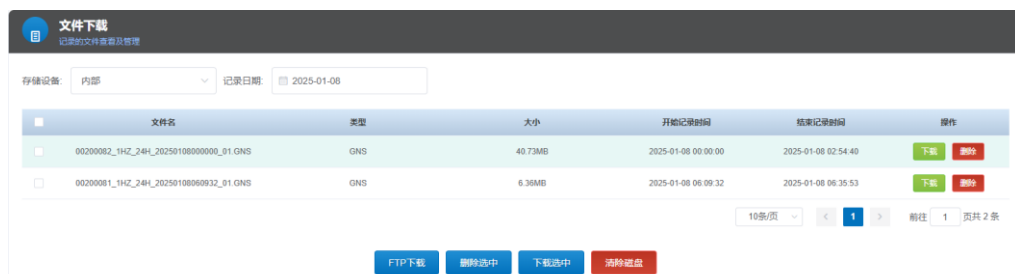 文件下载
记录的文件查看及管理
存储设备: 内部 记录日期: 2025-01-08
文件名 类型 大小 开始记录时间 结束记录时间 操作
00200082_1HZ_24H_20250108000000_01.GNS GNS 40.73MB 2025-01-08 00:00:00 2025-01-08 02:54:40 下载 删除
00200081_1HZ_24H_20250108060932_01.GNS GNS 6.36MB 2025-01-08 06:09:32 2025-01-08 06:35:53 下载 删除
10条/页 < 1 > 前往 1 页共 2 条
FTP下载 删除选中 下载选中 清除磁盘